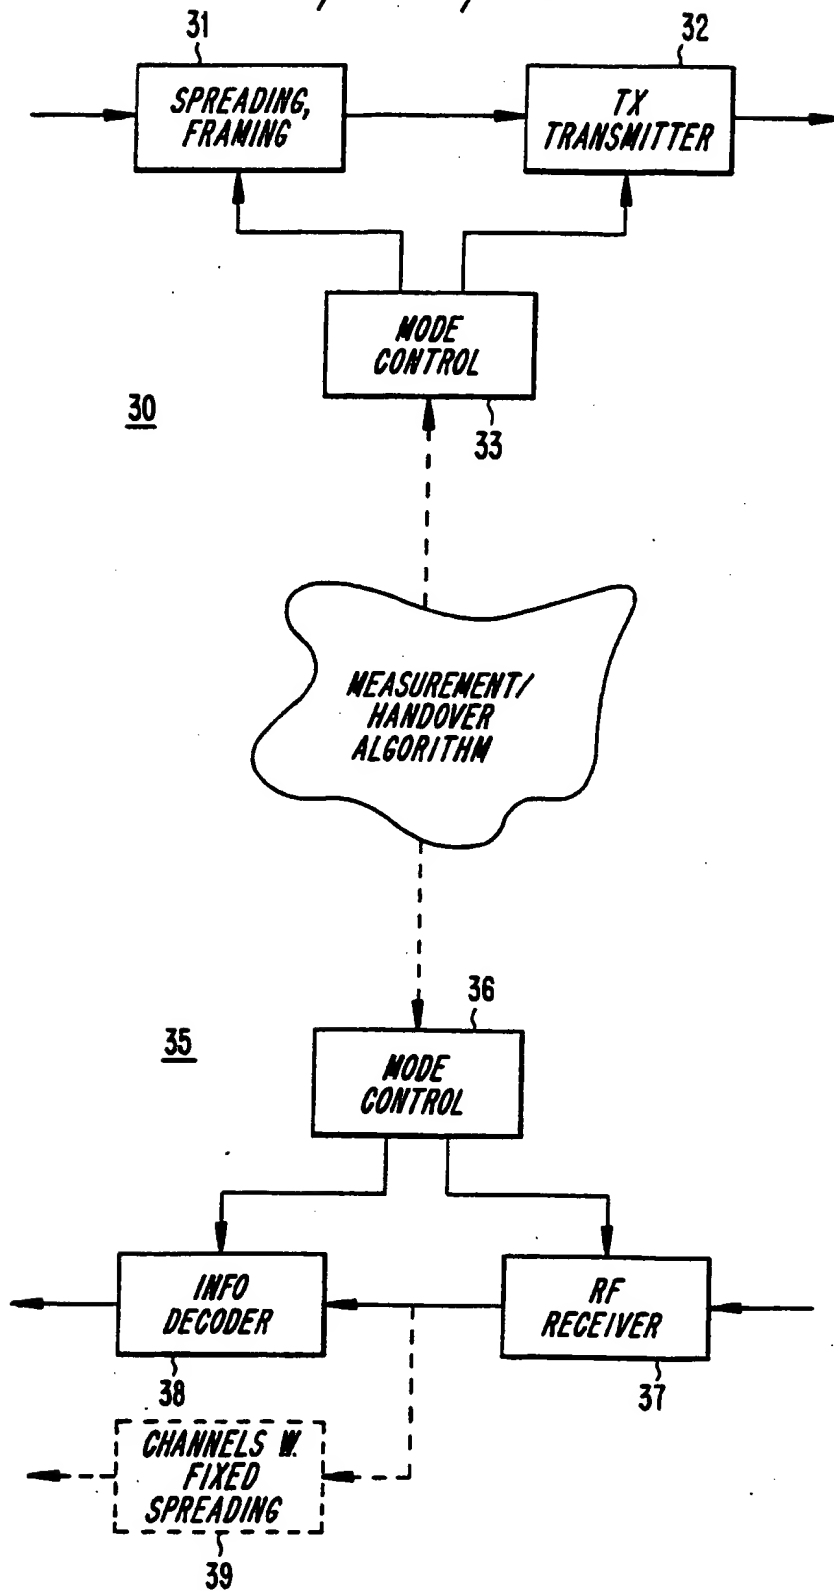 31
32
SPREADING,
FRAMING
TX
TRANSMITTER
MODE
CONTROL
30
33
MEASUREMENT/
HANDOVER
ALGORITHM
36
35
MODE
CONTROL
INFO
DECODER
RF
RECEIVER
38
37
CHANNELS W.
FIXED
SPREADING
39